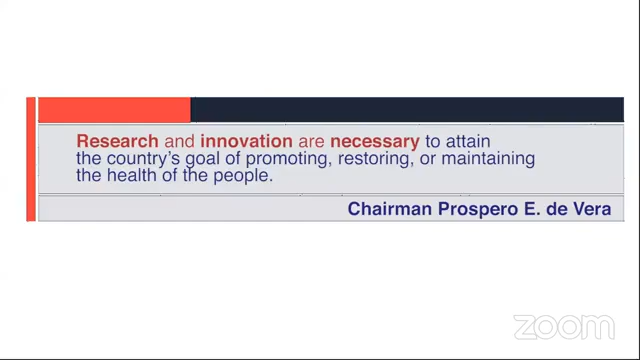 Research and innovation are necessary to attain
the country's goal of promoting, restoring, or maintaining
the health of the people.
Chairman Prospero E. de Vera
zoom